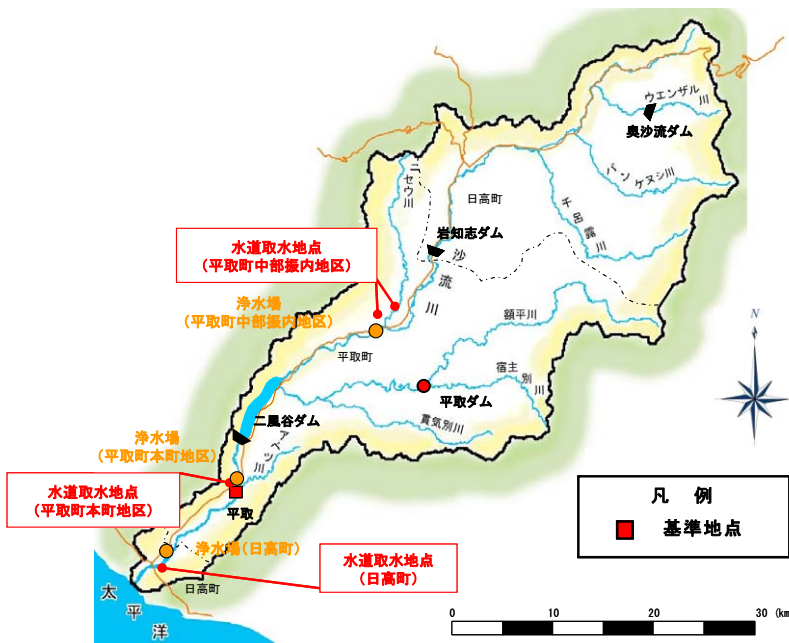 ウエンザル川
奥沙流ダム
パンケヌシ川
ニセウ川
千呂露川
日高町
岩知志ダム
水道取水地点
(平取町中部振内地区)
沙流川
浄水場
(平取町中部振内地区)
額平川
N
平取町
宿主別川
平取ダム
二風谷ダム
貫気別川
アベツ川
浄水場
(平取町本町地区)
水道取水地点
(平取町本町地区)
平取
凡 例
基準地点
浄水場(日高町)
水道取水地点
(日高町)
日高町
太平洋
0 10 20 30 (km